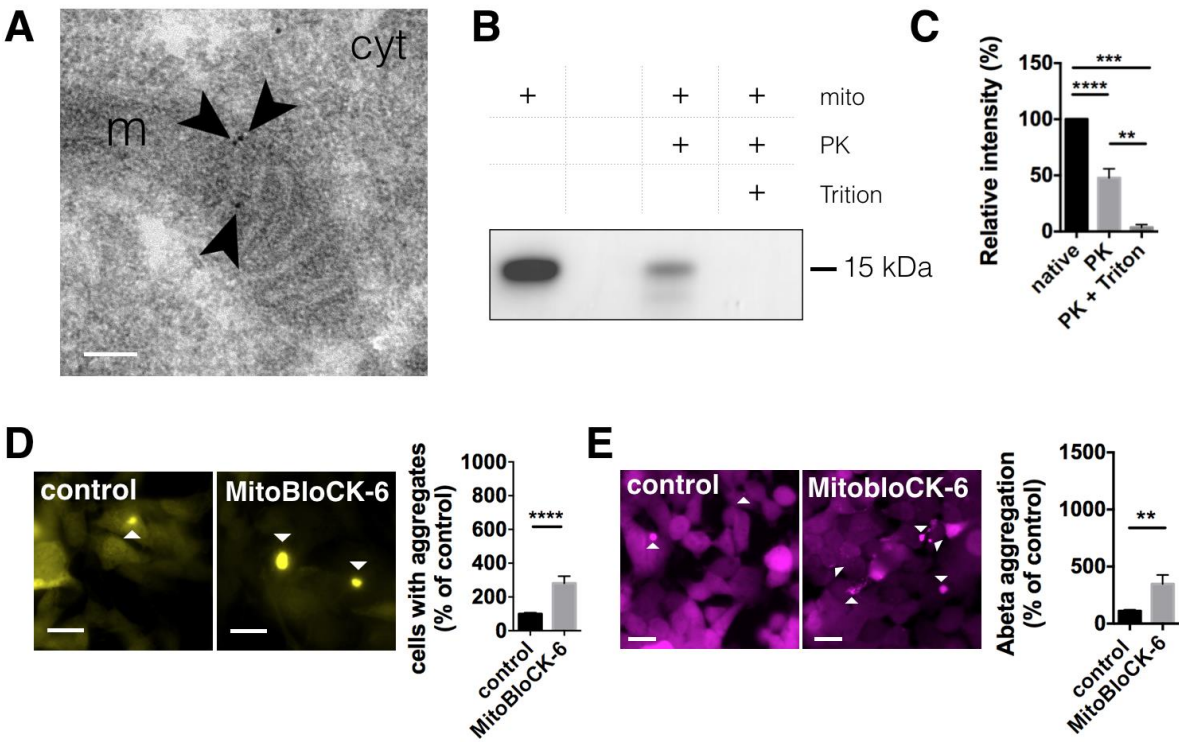 A
cyt
m
B
+ + + mito
+ + PK
+ Trition
15 kDa
C
Relative intensity (%)
150
100
50
0
***
****
**
native
PK
PK + Triton
D
control
MitoBloCK-6
cells with aggregates
(% of control)
1000
800
600
400
200
0
****
control
MitoBLoCK-6
E
control
MitobloCK-6
Abeta aggregation
(% of control)
1500
1000
500
0
**
control
MitoBLoCK-6